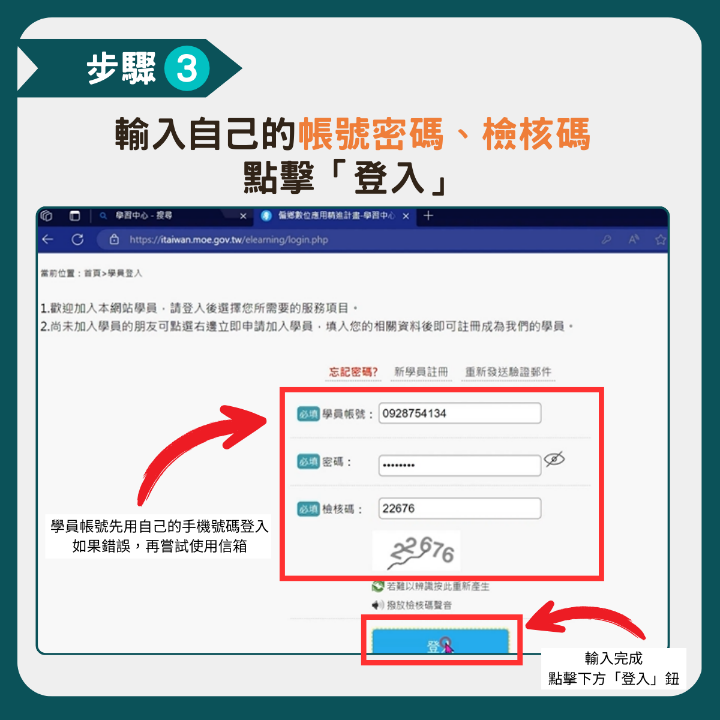 步驟 3
輸入自己的帳號密碼、檢核碼
點擊「登入」
學習中心 - 搜尋
偏鄉數位應用精進計畫-學習中心
https://itaiwan.moe.gov.tw/elearning/login.php
當前位置：首頁>學員登入
1.歡迎加入本網站學員，請登入後選擇您所需要的服務項目。
2.尚未加入學員的朋友可點選右邊立即申請加入學員，填入您的相關資料後即可註冊成為我們的學員。
忘記密碼? 新學員註冊 重新發送驗證郵件
必填 學員帳號： 0928754134
必填 密碼： ••••••••
必填 檢核碼： 22676
22676
若難以辨識按此重新產生
撥放檢核碼聲音
登
學員帳號先用自己的手機號碼登入
如果錯誤，再嘗試使用信箱
輸入完成
點擊下方「登入」鈕